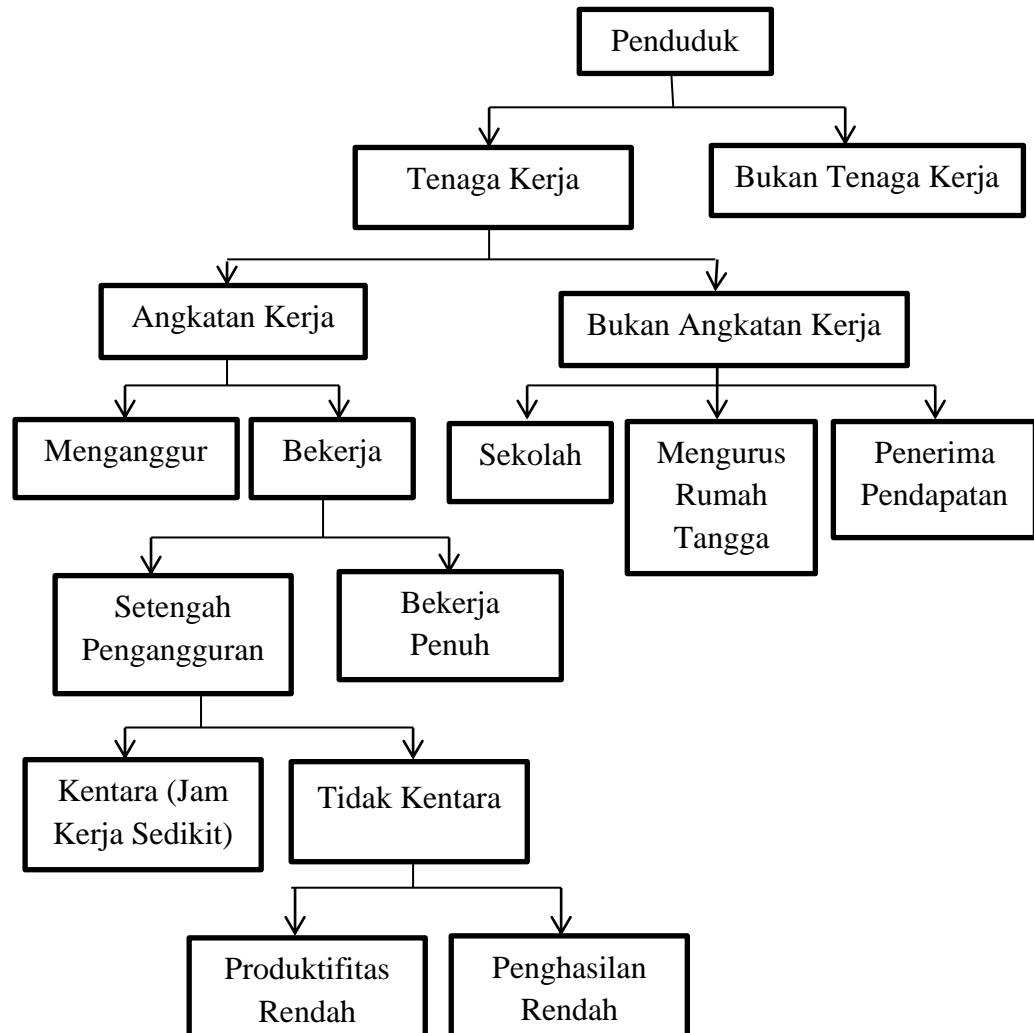 Penduduk
Tenaga Kerja
Bukan Tenaga Kerja
Angkatan Kerja
Bukan Angkatan Kerja
Menganggur
Bekerja
Sekolah
Mengurus
Rumah
Tangga
Penerima
Pendapatan
Setengah
Pengangguran
Bekerja
Penuh
Kentara (Jam
Kerja Sedikit)
Tidak Kentara
Produktifitas
Rendah
Penghasilan
Rendah